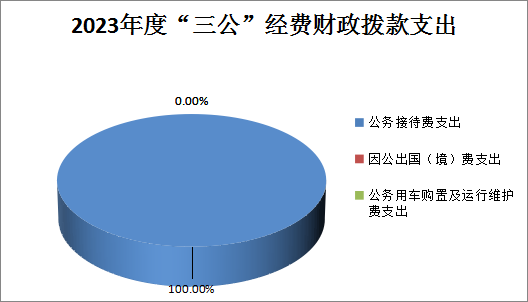 2023年度“三公”经费财政拨款支出
0.00%
100.00%
公务接待费支出
因公出国（境）费支出
公务用车购置及运行维护
费支出